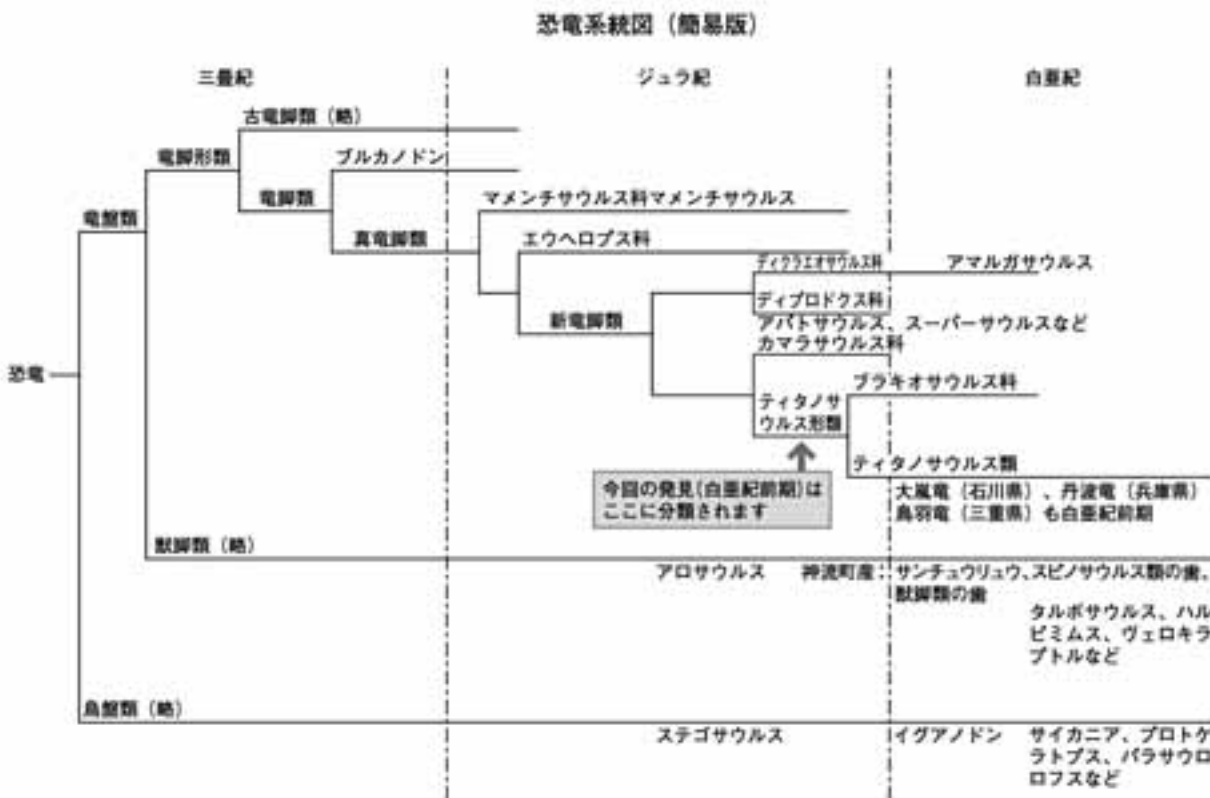 恐竜系統図（簡易版）
三畳紀
ジュラ紀
白亜紀
古竜脚類（略）
竜脚形類
ブルカノドン
竜脚類
マメンチサウルス科マメンチサウルス
竜盤類
真竜脚類
エウヘロプス科
ディクラエオサウルス科
アマルガサウルス
ディプロドクス科
新竜脚類
アパトサウルス、スーパーサウルスなど
カマラサウルス科
恐竜
ブラキオサウルス科
ティタノサ
ウルス形類
ティタノサウルス類
今回の発見(白亜紀前期)は
ここに分類されます
大嵐竜（石川県）、丹波竜（兵庫県）
鳥羽竜（三重県）も白亜紀前期
獣脚類（略）
アロサウルス
神流町産：サンチュウリュウ、スピノサウルス類の歯、
獣脚類の歯
タルボサウルス、ハル
ピミムス、ヴェロキラ
プトルなど
鳥盤類（略）
ステゴサウルス
イグアノドン
サイカニア、プロトケ
ラトプス、パラサウロ
ロフスなど